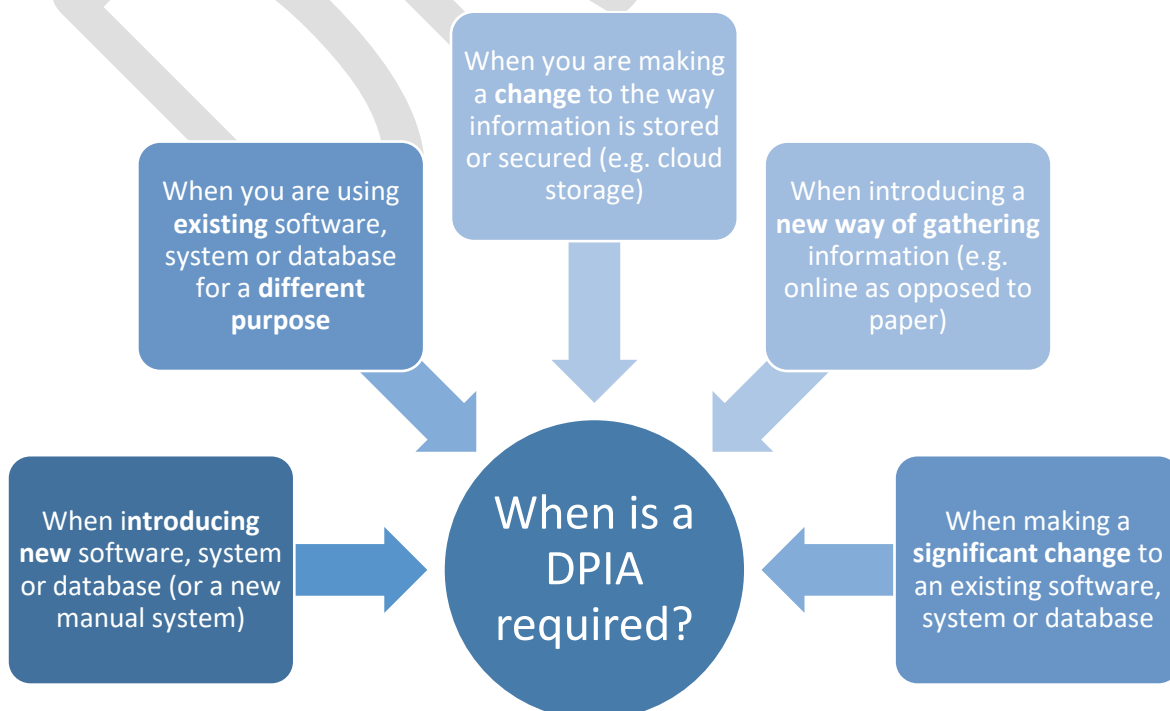 When you are making
a change to the way
information is stored
or secured (e.g. cloud
storage)
When you are using
existing software,
system or database
for a different
purpose
When introducing a
new way of gathering
information (e.g.
online as opposed to
paper)
When introducing
new software, system
or database (or a new
manual system)
When is a
DPIA
required?
When making a
significant change to
an existing software,
system or database